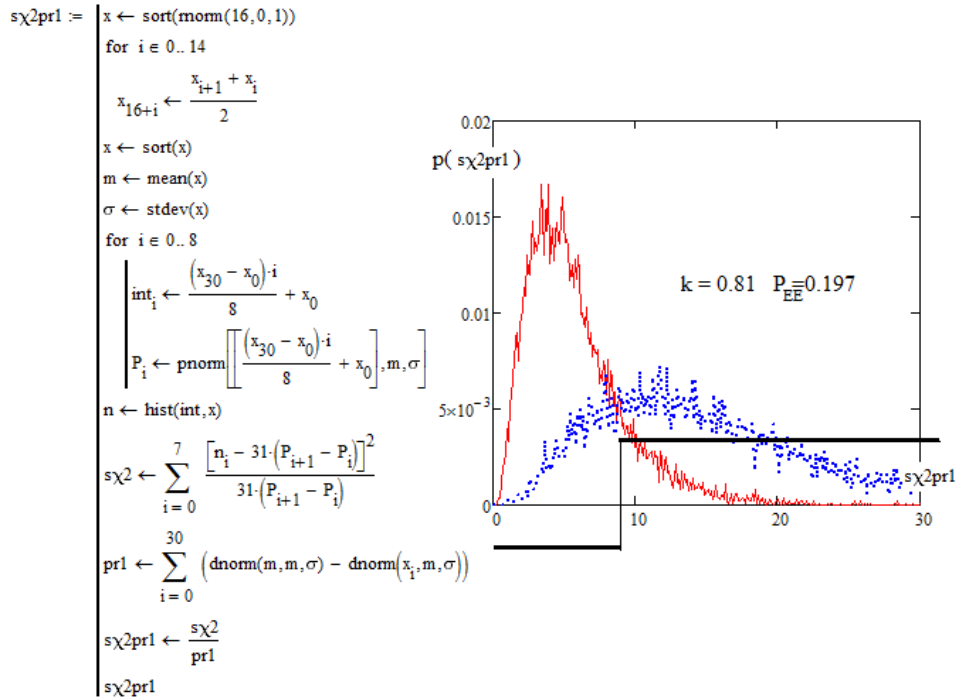 sχ2pr1 := x ← sort(rnorm(16,0,1))
for i ∈ 0..14
x16+i ← (xi+1 + xi)/2
x ← sort(x)
m ← mean(x)
σ ← stdev(x)
for i ∈ 0..8
inti ← (x30 − x0)·i/8 + x0
Pi ← pnorm[[(x30 − x0)·i/8 + x0],m,σ]
n ← hist(int,x)
sχ2 ← 7∑i = 0 [ni − 31·(Pi+1 − Pi)]2/31·(Pi+1 − Pi)
pr1 ← 30∑i = 0 (dnorm(m,m,σ) − dnorm(xi,m,σ))
sχ2pr1 ← sχ2/pr1
sχ2pr1
0.02
p( sχ2pr1 )
0.015
k = 0.81 PEE=0.197
0.01
5×10−3
sχ2pr1
0
0 10 20 30